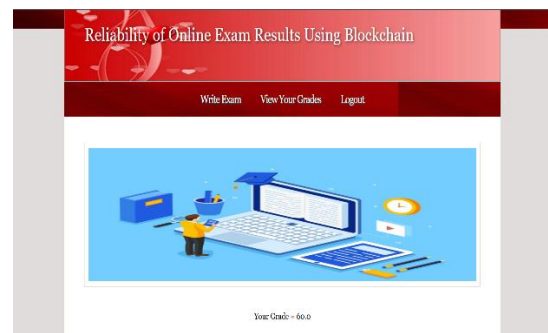 Reliability of Online Exam Results Using Blockchain
Write Exam View Your Grades Logout
Your Grade = 60.0